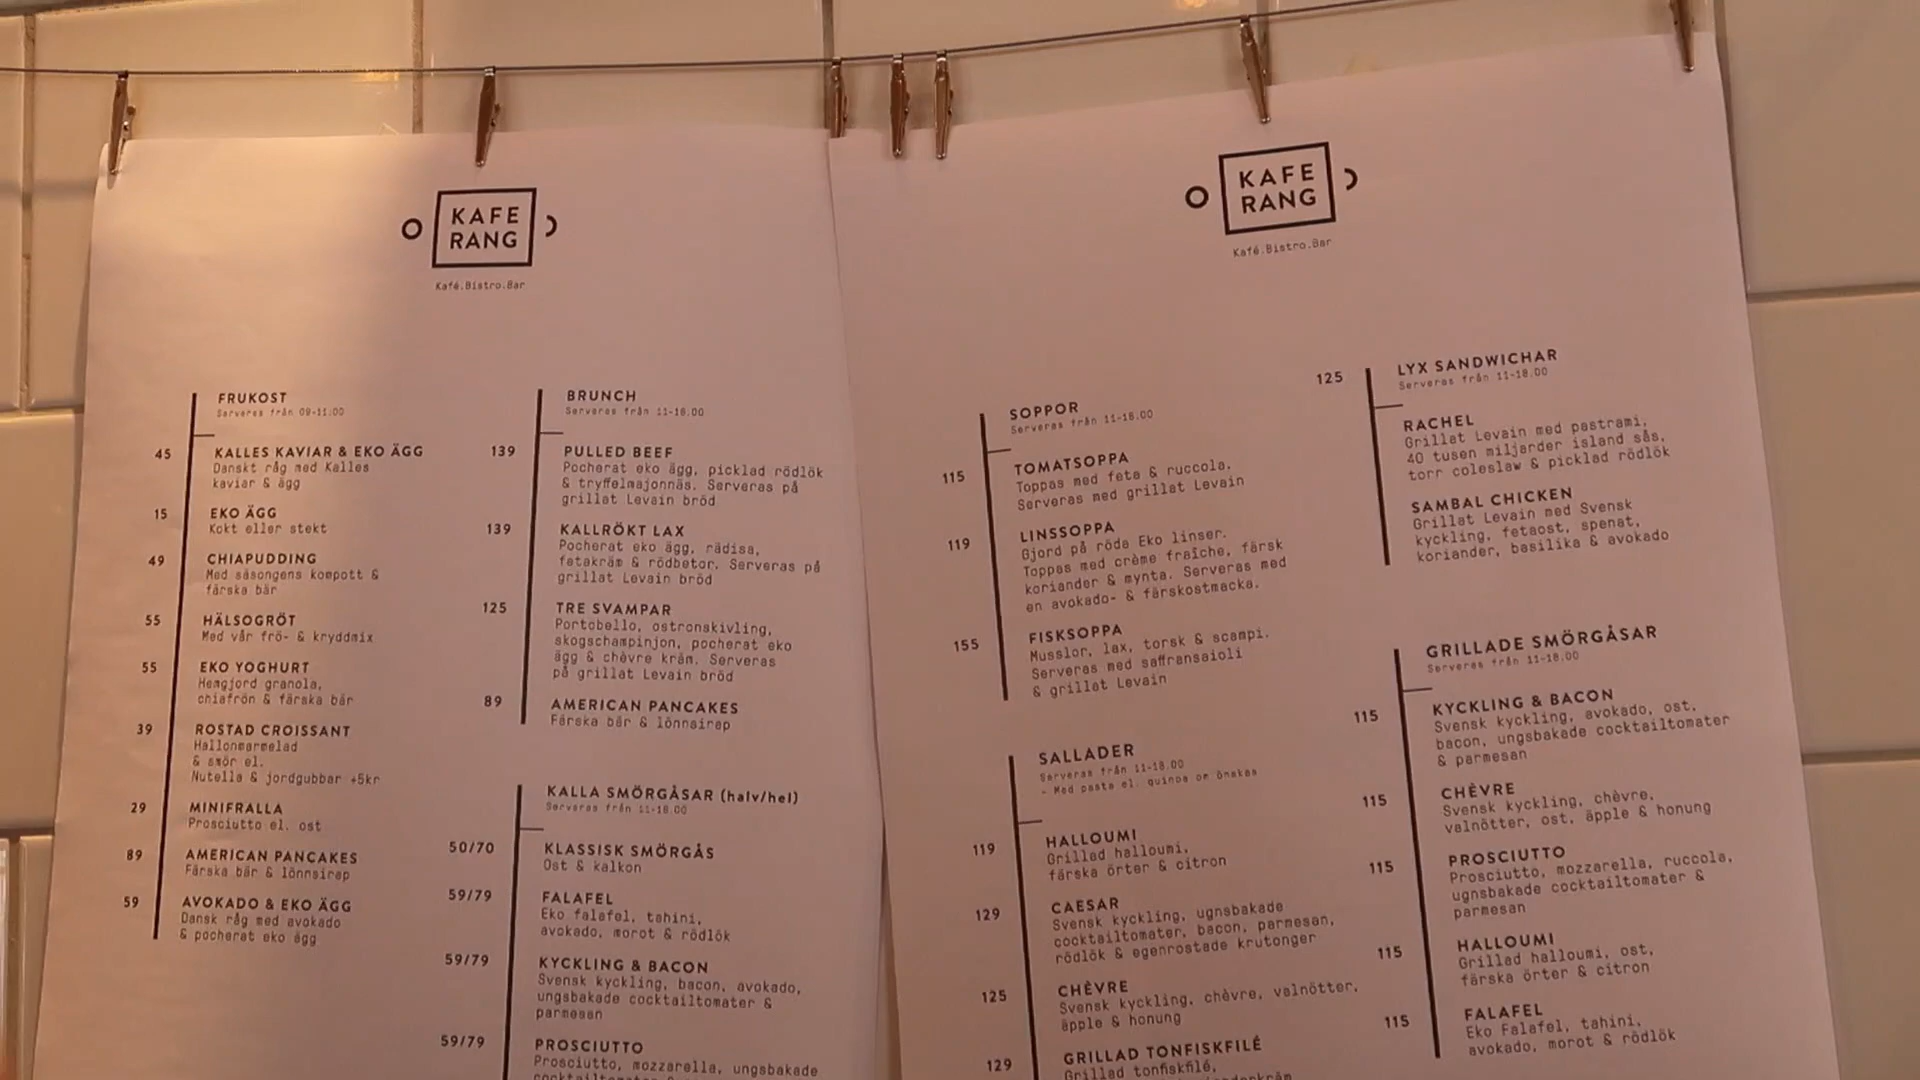 KAFE
RANG
Kafé.Bistro.Bar
FRUKOST
Serveras från 09-11:00
45 KALLES KAVIAR & EKO ÄGG
Danskt råg med Kalles
kaviar & ägg
15 EKO ÄGG
Kokt eller stekt
49 CHIAPUDDING
Med säsongens kompott &
färska bär
55 HÄLSOGRÖT
Med vår frö- & kryddmix
55 EKO YOGHURT
Hemgjord granola,
chiafrön & färska bär
39 ROSTAD CROISSANT
Hallonmarmelad
& smör el.
Nutella & jordgubbar +5kr
29 MINIFRALLA
Prosciutto el. ost
89 AMERICAN PANCAKES
Färska bär & lönnsirap
59 AVOKADO & EKO ÄGG
Dansk råg med avokado
& pocherat eko ägg
BRUNCH
Serveras från 11-16.00
139 PULLED BEEF
Pocherat eko ägg, picklad rödlök
& tryffelmajonnäs. Serveras på
grillat Levain bröd
139 KALLRÖKT LAX
Pocherat eko ägg, rädisa,
fetakräm & rödbetor. Serveras på
grillat Levain bröd
125 TRE SVAMPAR
Portobello, ostronskivling,
skogschampinjon, pocherat eko
ägg & chèvre kräm. Serveras
på grillat Levain bröd
89 AMERICAN PANCAKES
Färska bär & lönnsirap
KALLA SMÖRGÅSAR (halv/hel)
Serveras från 11-18.00
50/70 KLASSISK SMÖRGÅS
Ost & kalkon
59/79 FALAFEL
Eko falafel, tahini,
avokado, morot & rödlök
59/79 KYCKLING & BACON
Svensk kyckling, bacon, avokado,
ungsbakade cocktailtomater &
parmesan
59/79 PROSCIUTTO
Prosciutto, mozzarella, ungsbakade
KAFE
RANG
Kafé.Bistro.Bar
SOPPOR
Serveras från 11-18.00
115 TOMATSOPPA
Toppas med feta & ruccola.
Serveras med grillat Levain
119 LINSSOPPA
Gjord på röda Eko linser.
Toppas med crème fraîche, färsk
koriander & mynta. Serveras med
en avokado- & färskostmacka.
155 FISKSOPPA
Musslor, lax, torsk & scampi.
Serveras med saffransaioli
& grillat Levain
SALLADER
Serveras från 11-18.00
- Med pasta el. quinoa om önskas
119 HALLOUMI
Grillad halloumi,
färska örter & citron
129 CAESAR
Svensk kyckling, ugnsbakade
cocktailtomater, bacon, parmesan,
rödlök & egenrostade krutonger
125 CHÈVRE
Svensk kyckling, chèvre, valnötter,
äpple & honung
129 GRILLAD TONFISKFILÉ
Grillad tonfiskfilé,
125 LYX SANDWICHAR
Serveras från 11-18.00
RACHEL
Grillat Levain med pastrami,
40 tusen miljarder island sås,
torr coleslaw & picklad rödlök
SAMBAL CHICKEN
Grillat Levain med Svensk
kyckling, fetaost, spenat,
koriander, basilika & avokado
GRILLADE SMÖRGÅSAR
Serveras från 11-18.00
115 KYCKLING & BACON
Svensk kyckling, avokado, ost,
bacon, ungsbakade cocktailtomater
& parmesan
115 CHÈVRE
Svensk kyckling, chèvre,
valnötter, ost, äpple & honung
115 PROSCIUTTO
Prosciutto, mozzarella, ruccola,
ugnsbakade cocktailtomater &
parmesan
115 HALLOUMI
Grillad halloumi, ost,
färska örter & citron
115 FALAFEL
Eko Falafel, tahini,
avokado, morot & rödlök